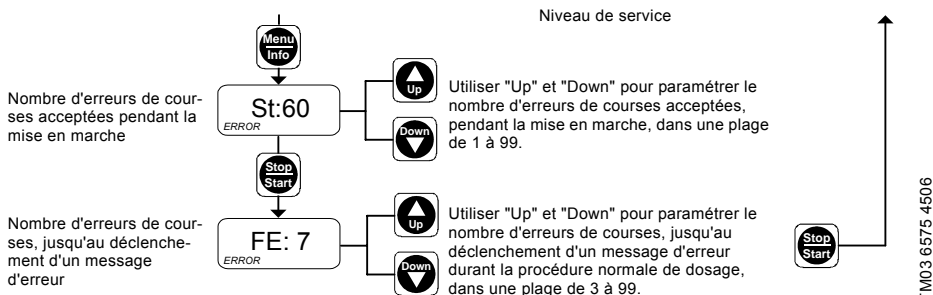 Niveau de service
Menu
Info
Nombre d'erreurs de cour-
ses acceptées pendant la
mise en marche
St:60
ERROR
Up
Down
Utiliser "Up" et "Down" pour paramétrer le
nombre d'erreurs de courses acceptées,
pendant la mise en marche, dans une plage
de 1 à 99.
Stop
Start
Nombre d'erreurs de cour-
ses, jusqu'au déclenche-
ment d'un message
d'erreur
FE: 7
ERROR
Up
Down
Utiliser "Up" et "Down" pour paramétrer le
nombre d'erreurs de courses, jusqu'au
déclenchement d'un message d'erreur
durant la procédure normale de dosage,
dans une plage de 3 à 99.
Stop
Start
TM03 6575 4506